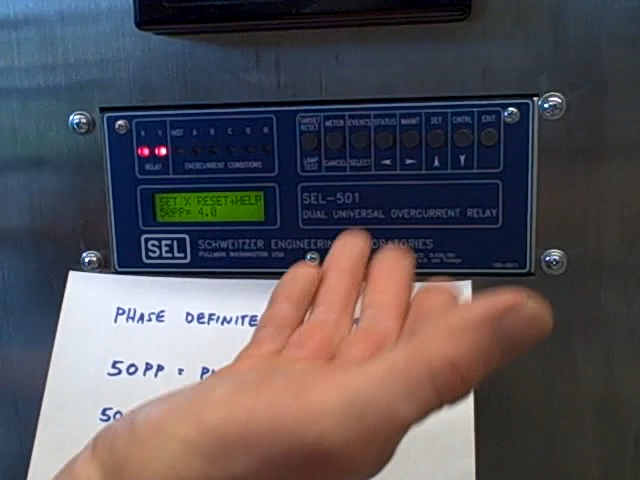 X Y INST A B C Q N
RELAY OVERCURRENT CONDITIONS
TARGET RESET METER EVENTS STATUS MAINT SET CNTRL EXIT
LAMP TEST CANCEL SELECT
SET X RESET=HELP
50PP= 4.0
SEL-501
DUAL UNIVERSAL OVERCURRENT RELAY
SEL SCHWEITZER ENGINEERING LABORATORIES
PULLMAN WASHINGTON USA
PHASE DEFINITE
50PP =
50